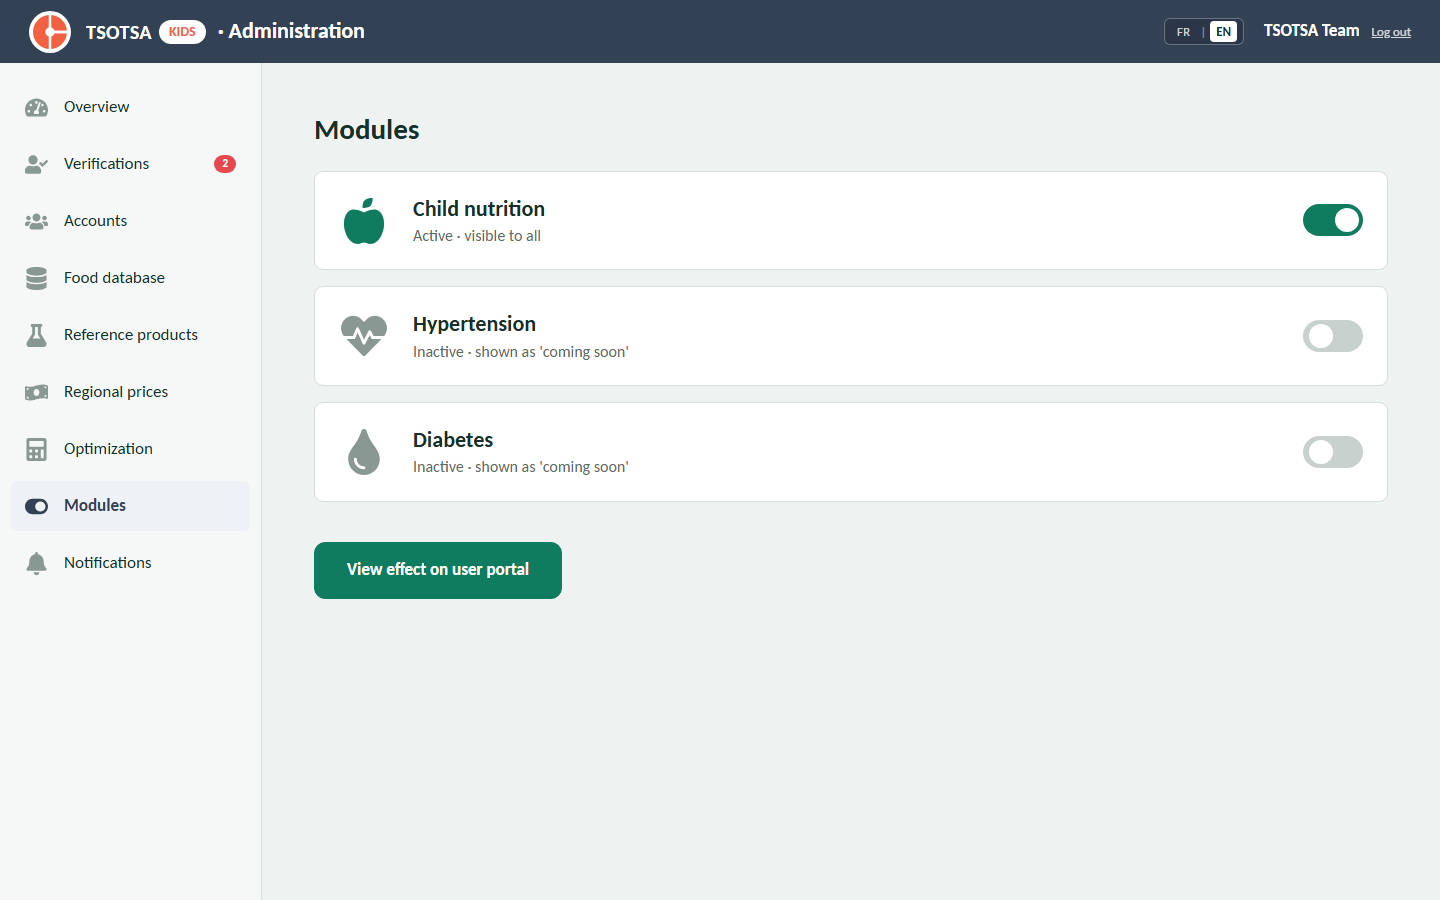 TSOTSA KIDS · Administration
FR | EN
TSOTSA Team Log out
Overview
Verifications 2
Accounts
Food database
Reference products
Regional prices
Optimization
Modules
Notifications
Modules
Child nutrition
Active · visible to all
Hypertension
Inactive · shown as 'coming soon'
Diabetes
Inactive · shown as 'coming soon'
View effect on user portal